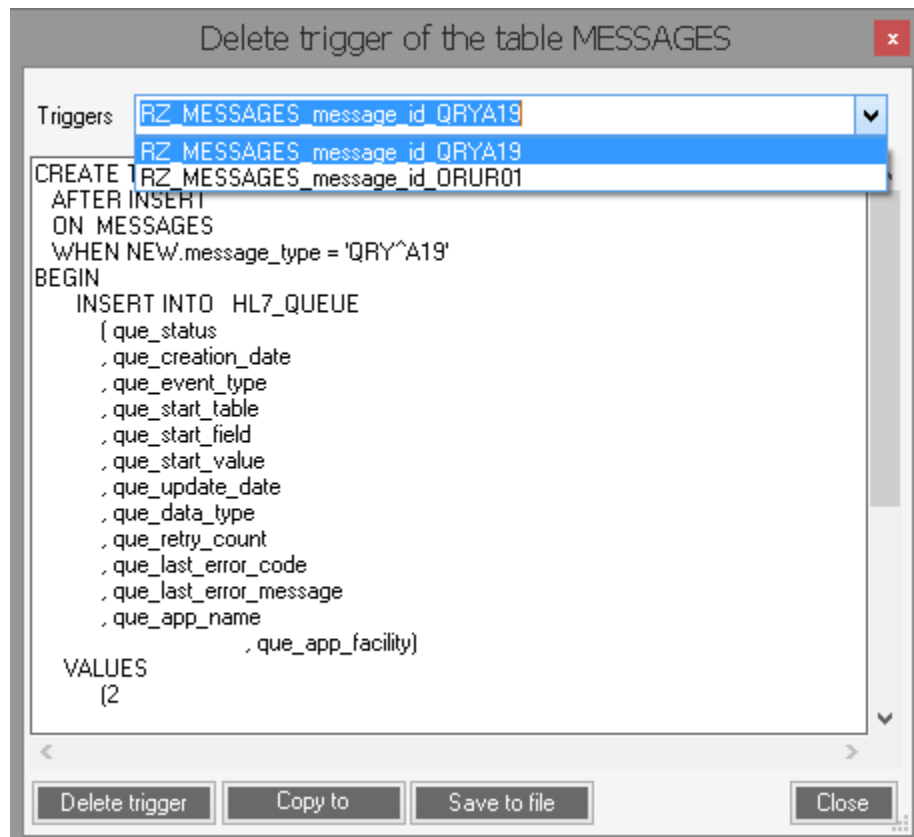 Delete trigger of the table MESSAGES
x
Triggers RZ_MESSAGES_message_id_QRYA19
RZ_MESSAGES_message_id_QRYA19
RZ_MESSAGES_message_id_ORUR01
CREATE
AFTER INSERT
ON MESSAGES
WHEN NEW.message_type = 'QRY^A19'
BEGIN
INSERT INTO HL7_QUEUE
( que_status
, que_creation_date
, que_event_type
, que_start_table
, que_start_field
, que_start_value
, que_update_date
, que_data_type
, que_retry_count
, que_last_error_code
, que_last_error_message
, que_app_name
, que_app_facility)
VALUES
(2
Delete trigger Copy to Save to file Close